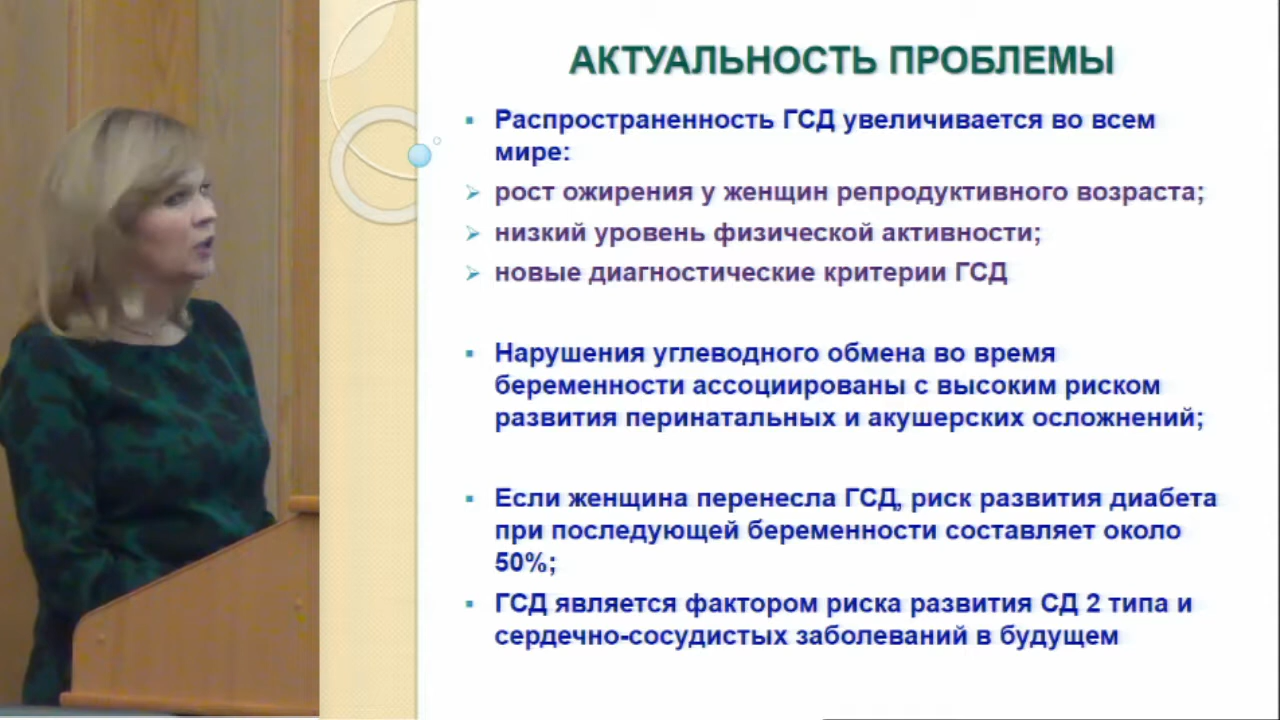 АКТУАЛЬНОСТЬ ПРОБЛЕМЫ
Распространенность ГСД увеличивается во всем
мире:
рост ожирения у женщин репродуктивного возраста;
низкий уровень физической активности;
новые диагностические критерии ГСД
Нарушения углеводного обмена во время
беременности ассоциированы с высоким риском
развития перинатальных и акушерских осложнений;
Если женщина перенесла ГСД, риск развития диабета
при последующей беременности составляет около
50%;
ГСД является фактором риска развития СД 2 типа и
сердечно-сосудистых заболеваний в будущем